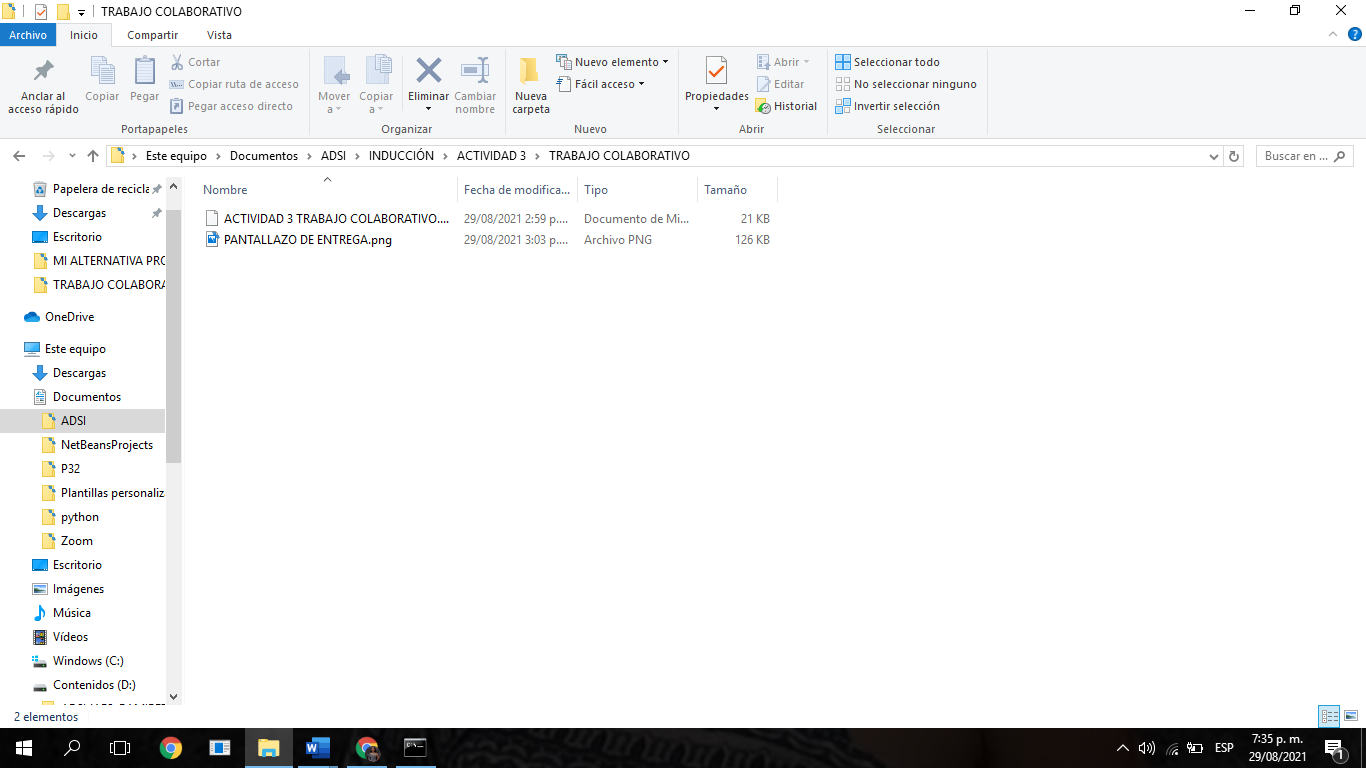 TRABAJO COLABORATIVO
Archivo Inicio Compartir Vista
Anclar al acceso rápido
Copiar
Pegar
Cortar
Copiar ruta de acceso
Pegar acceso directo
Portapapeles
Mover a
Copiar a
Eliminar
Cambiar nombre
Organizar
Nueva carpeta
Nuevo elemento
Fácil acceso
Nuevo
Propiedades
Abrir
Editar
Historial
Abrir
Seleccionar todo
No seleccionar ninguno
Invertir selección
Seleccionar
Este equipo > Documentos > ADSI > INDUCCIÓN > ACTIVIDAD 3 > TRABAJO COLABORATIVO
Buscar en ...
Nombre Fecha de modifica... Tipo Tamaño
ACTIVIDAD 3 TRABAJO COLABORATIVO.... 29/08/2021 2:59 p.... Documento de Mi... 21 KB
PANTALLAZO DE ENTREGA.png 29/08/2021 3:03 p.... Archivo PNG 126 KB
Papelera de recicla
Descargas
Escritorio
MI ALTERNATIVA PRO
TRABAJO COLABORA
OneDrive
Este equipo
Descargas
Documentos
ADSI
NetBeansProjects
P32
Plantillas personaliz
python
Zoom
Escritorio
Imágenes
Música
Vídeos
Windows (C:)
Contenidos (D:)
2 elementos
ESP
7:35 p. m.
29/08/2021
1